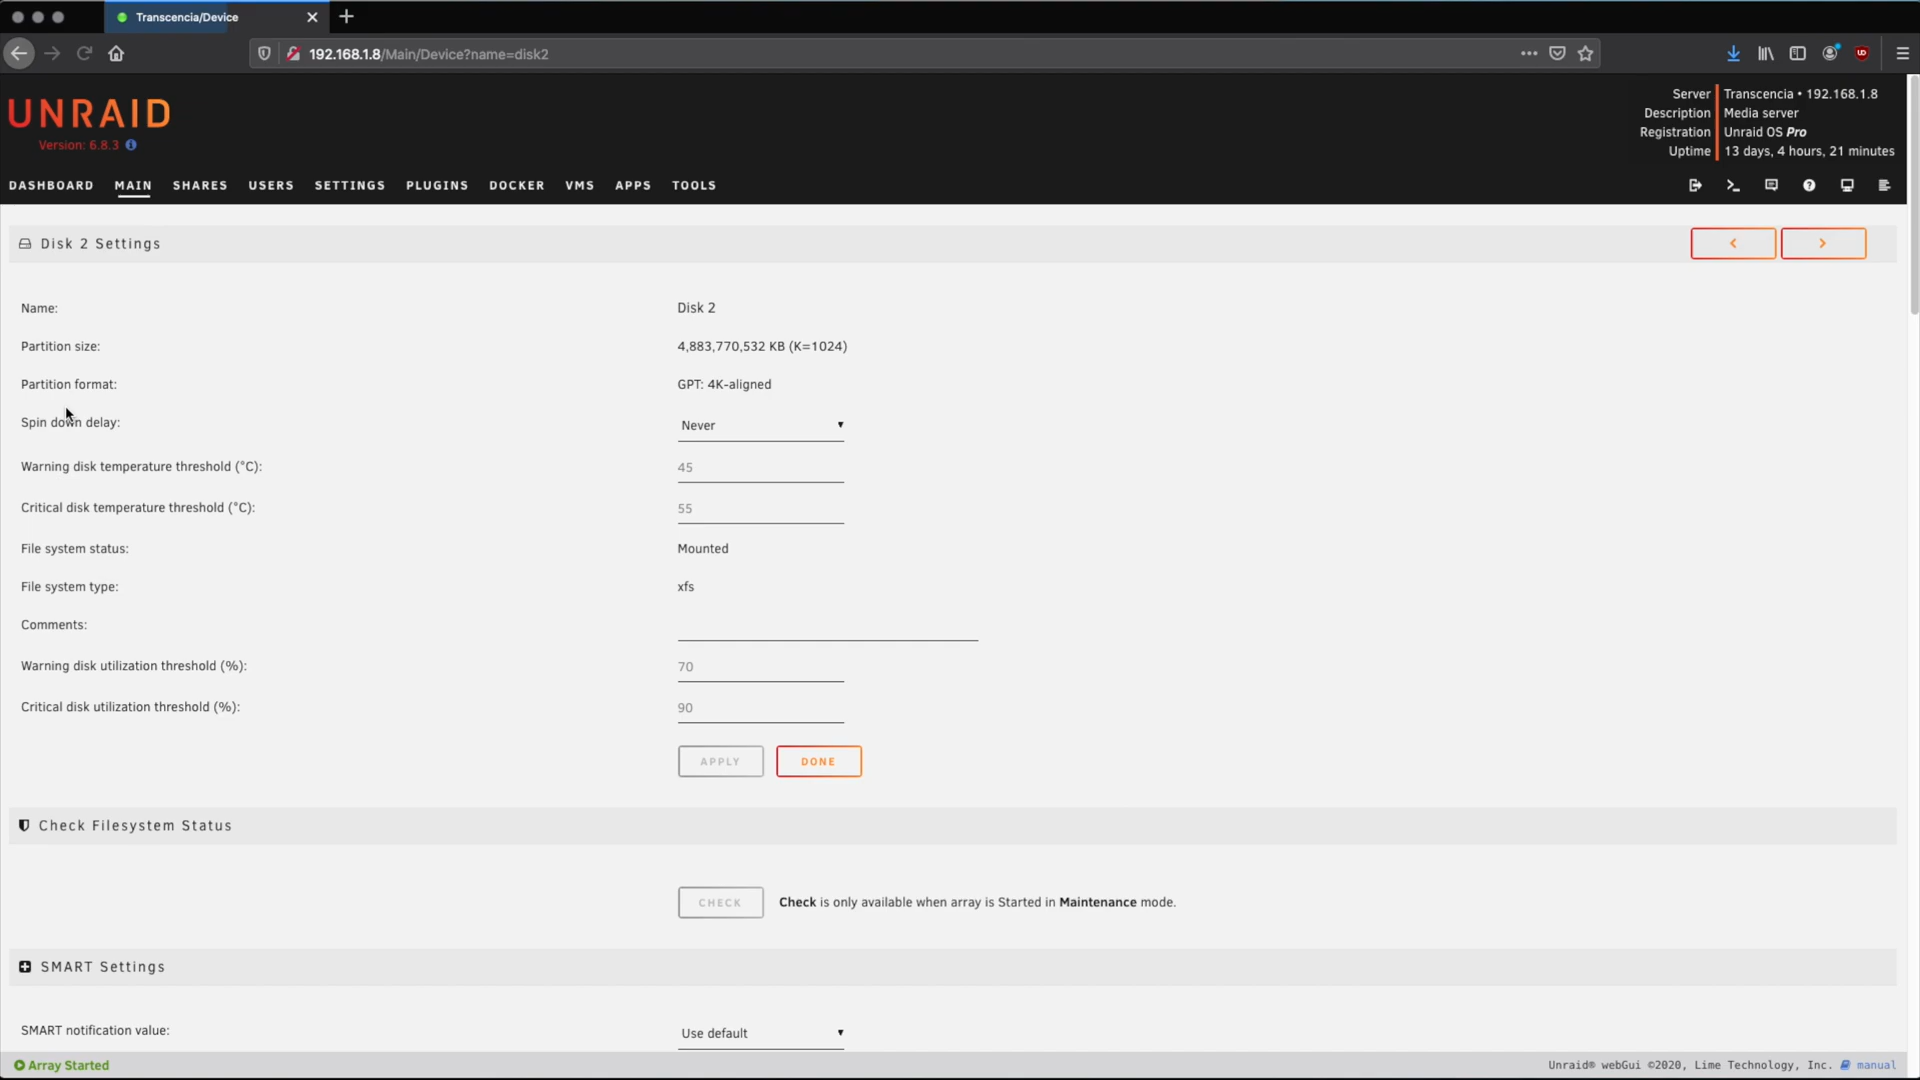 Transcencia/Device
192.168.1.8/Main/Device?name=disk2
UNRAID
Version: 6.8.3
Server Transcencia • 192.168.1.8
Description Media server
Registration Unraid OS Pro
Uptime 13 days, 4 hours, 21 minutes
DASHBOARD MAIN SHARES USERS SETTINGS PLUGINS DOCKER VMS APPS TOOLS
Disk 2 Settings
Name: Disk 2
Partition size: 4,883,770,532 KB (K=1024)
Partition format: GPT: 4K-aligned
Spin down delay: Never
Warning disk temperature threshold (°C): 45
Critical disk temperature threshold (°C): 55
File system status: Mounted
File system type: xfs
Comments:
Warning disk utilization threshold (%): 70
Critical disk utilization threshold (%): 90
APPLY DONE
Check Filesystem Status
CHECK Check is only available when array is Started in Maintenance mode.
SMART Settings
SMART notification value: Use default
Array Started Unraid® webGui ©2020, Lime Technology, Inc. manual